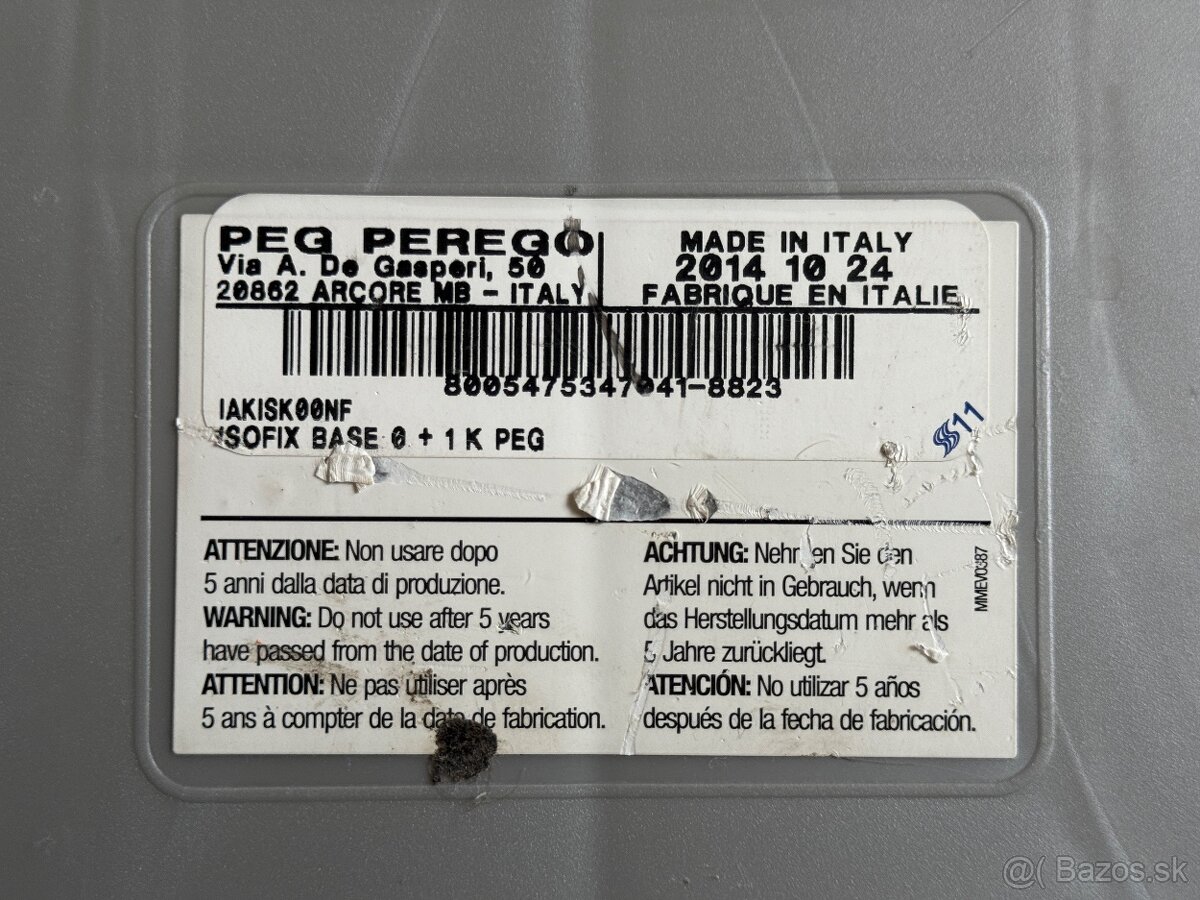 PEG PEREGO
Via A. De Gasperi, 50
20862 ARCORE MB - ITALY
MADE IN ITALY
2014 10 24
FABRIQUE EN ITALIE
8005475347041-8823
IAKISK00NF
ISOFIX BASE 0 + 1 K PEG
S11
ATTENZIONE: Non usare dopo
5 anni dalla data di produzione.
WARNING: Do not use after 5 years
have passed from the date of production.
ATTENTION: Ne pas utiliser après
5 ans à compter de la date de fabrication.
ACHTUNG: Nehmen Sie den
Artikel nicht in Gebrauch, wenn
das Herstellungsdatum mehr als
5 Jahre zurückliegt.
ATENCIÓN: No utilizar 5 años
después de la fecha de fabricación.
MMEV0387
@( Bazos.sk